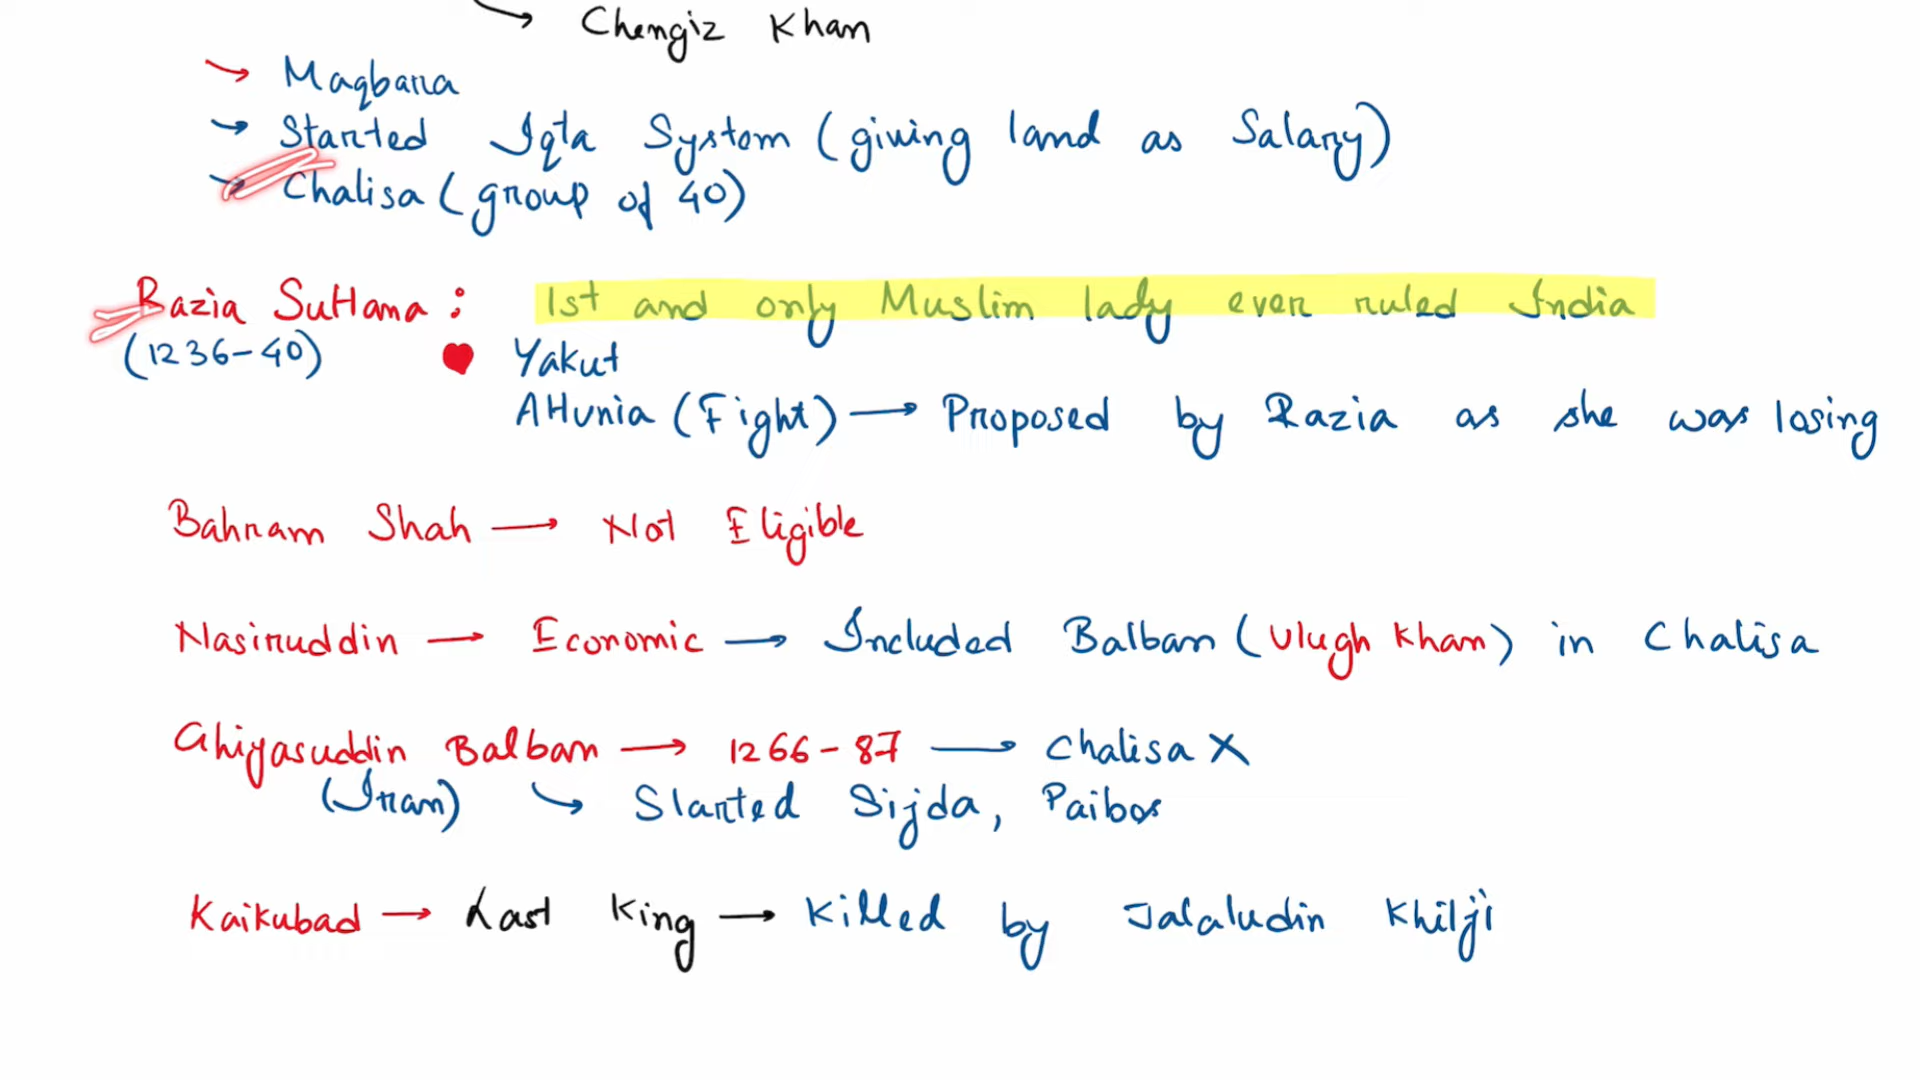 → Chengiz Khan
→ Maqbara
→ Started Iqta System (giving land as Salary)
→ Chalisa (group of 40)
Razia Sultana : 1st and only Muslim lady ever ruled India
(1236-40) ♥ Yakut
Altunia (Fight) → Proposed by Razia as she was losing
Bahram Shah → Not Eligible
Nasiruddin → Economic → Included Balban (Ulugh Khan) in Chalisa
Ghiyasuddin Balban → 1266-87 → Chalisa X
(Iran) → Started Sijda, Paibos
Kaikubad → Last King → Killed by Jalaludin Khilji